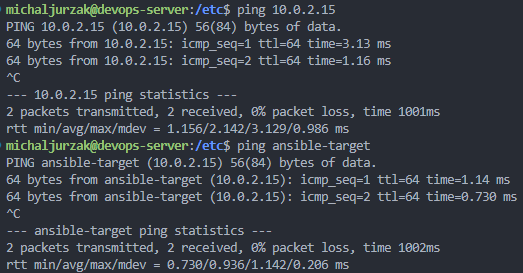 michaljurzak@devops-server:/etc$ ping 10.0.2.15
PING 10.0.2.15 (10.0.2.15) 56(84) bytes of data.
64 bytes from 10.0.2.15: icmp_seq=1 ttl=64 time=3.13 ms
64 bytes from 10.0.2.15: icmp_seq=2 ttl=64 time=1.16 ms
^C
--- 10.0.2.15 ping statistics ---
2 packets transmitted, 2 received, 0% packet loss, time 1001ms
rtt min/avg/max/mdev = 1.156/2.142/3.129/0.986 ms
michaljurzak@devops-server:/etc$ ping ansible-target
PING ansible-target (10.0.2.15) 56(84) bytes of data.
64 bytes from ansible-target (10.0.2.15): icmp_seq=1 ttl=64 time=1.14 ms
64 bytes from ansible-target (10.0.2.15): icmp_seq=2 ttl=64 time=0.730 ms
^C
--- ansible-target ping statistics ---
2 packets transmitted, 2 received, 0% packet loss, time 1002ms
rtt min/avg/max/mdev = 0.730/0.936/1.142/0.206 ms